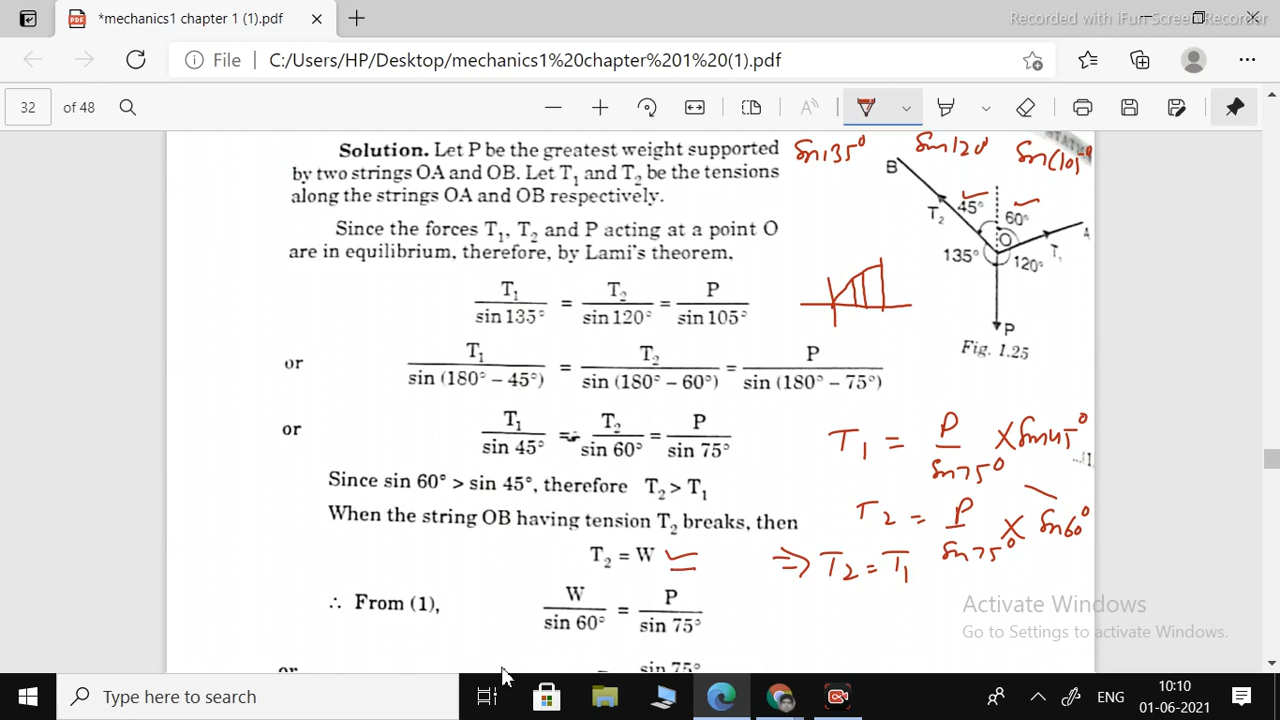 *mechanics1 chapter 1 (1).pdf
Recorded with iFun Screen Recorder
File C:/Users/HP/Desktop/mechanics1%20chapter%201%20(1).pdf
32 of 48
Solution. Let P be the greatest weight supported
by two strings OA and OB. Let T₁ and T₂ be the tensions
along the strings OA and OB respectively.
Since the forces T₁, T₂ and P acting at a point O
are in equilibrium, therefore, by Lami's theorem,
T₁/sin 135° = T₂/sin 120° = P/sin 105°
or T₁/sin (180° – 45°) = T₂/sin (180° – 60°) = P/sin (180° – 75°)
or T₁/sin 45° = T₂/sin 60° = P/sin 75°
Since sin 60° > sin 45°, therefore T₂ > T₁
When the string OB having tension T₂ breaks, then
T₂ = W
∴ From (1), W/sin 60° = P/sin 75°
or sin 75°
Sin135° Sin120°
B
T₂ 45° 60°
O A
T₁
135° 120°
P
Fig. 1.25
T₁ = P/Sin75° × Sin45°
...(1)
T₂ = P/Sin75° × Sin60°
⇒ T₂ = T₁
Activate Windows
Go to Settings to activate Windows.
Type here to search
ENG
10:10
01-06-2021